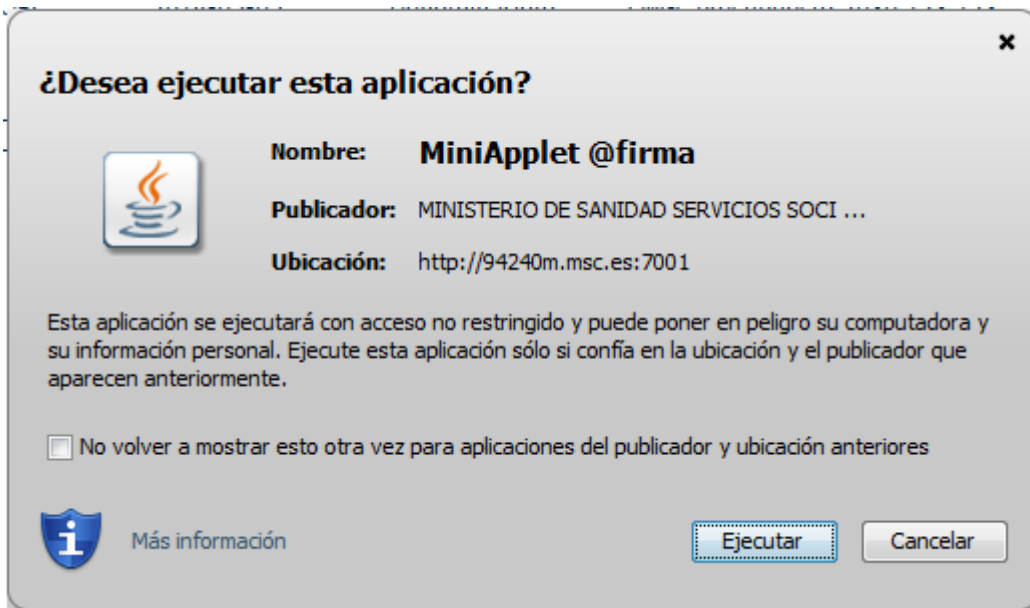 ¿Desea ejecutar esta aplicación?
Nombre: MiniApplet @firma
Publicador: MINISTERIO DE SANIDAD SERVICIOS SOCI ...
Ubicación: http://94240m.msc.es:7001
Esta aplicación se ejecutará con acceso no restringido y puede poner en peligro su computadora y
su información personal. Ejecute esta aplicación sólo si confía en la ubicación y el publicador que
aparecen anteriormente.
No volver a mostrar esto otra vez para aplicaciones del publicador y ubicación anteriores
Más información
Ejecutar
Cancelar